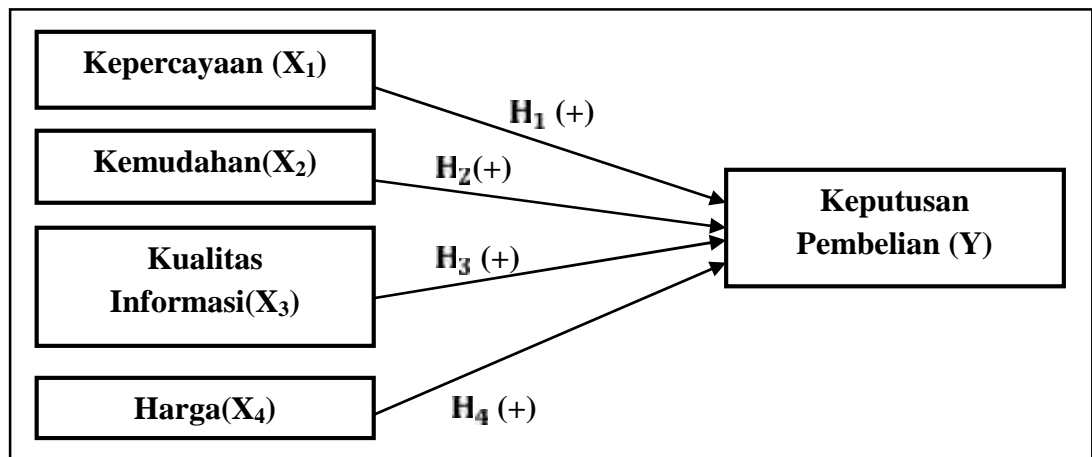 Kepercayaan (X₁)
H₁ (+)
Kemudahan(X₂)
H₂(+)
Keputusan
Pembelian (Y)
Kualitas
Informasi(X₃)
H₃ (+)
Harga(X₄)
H₄ (+)